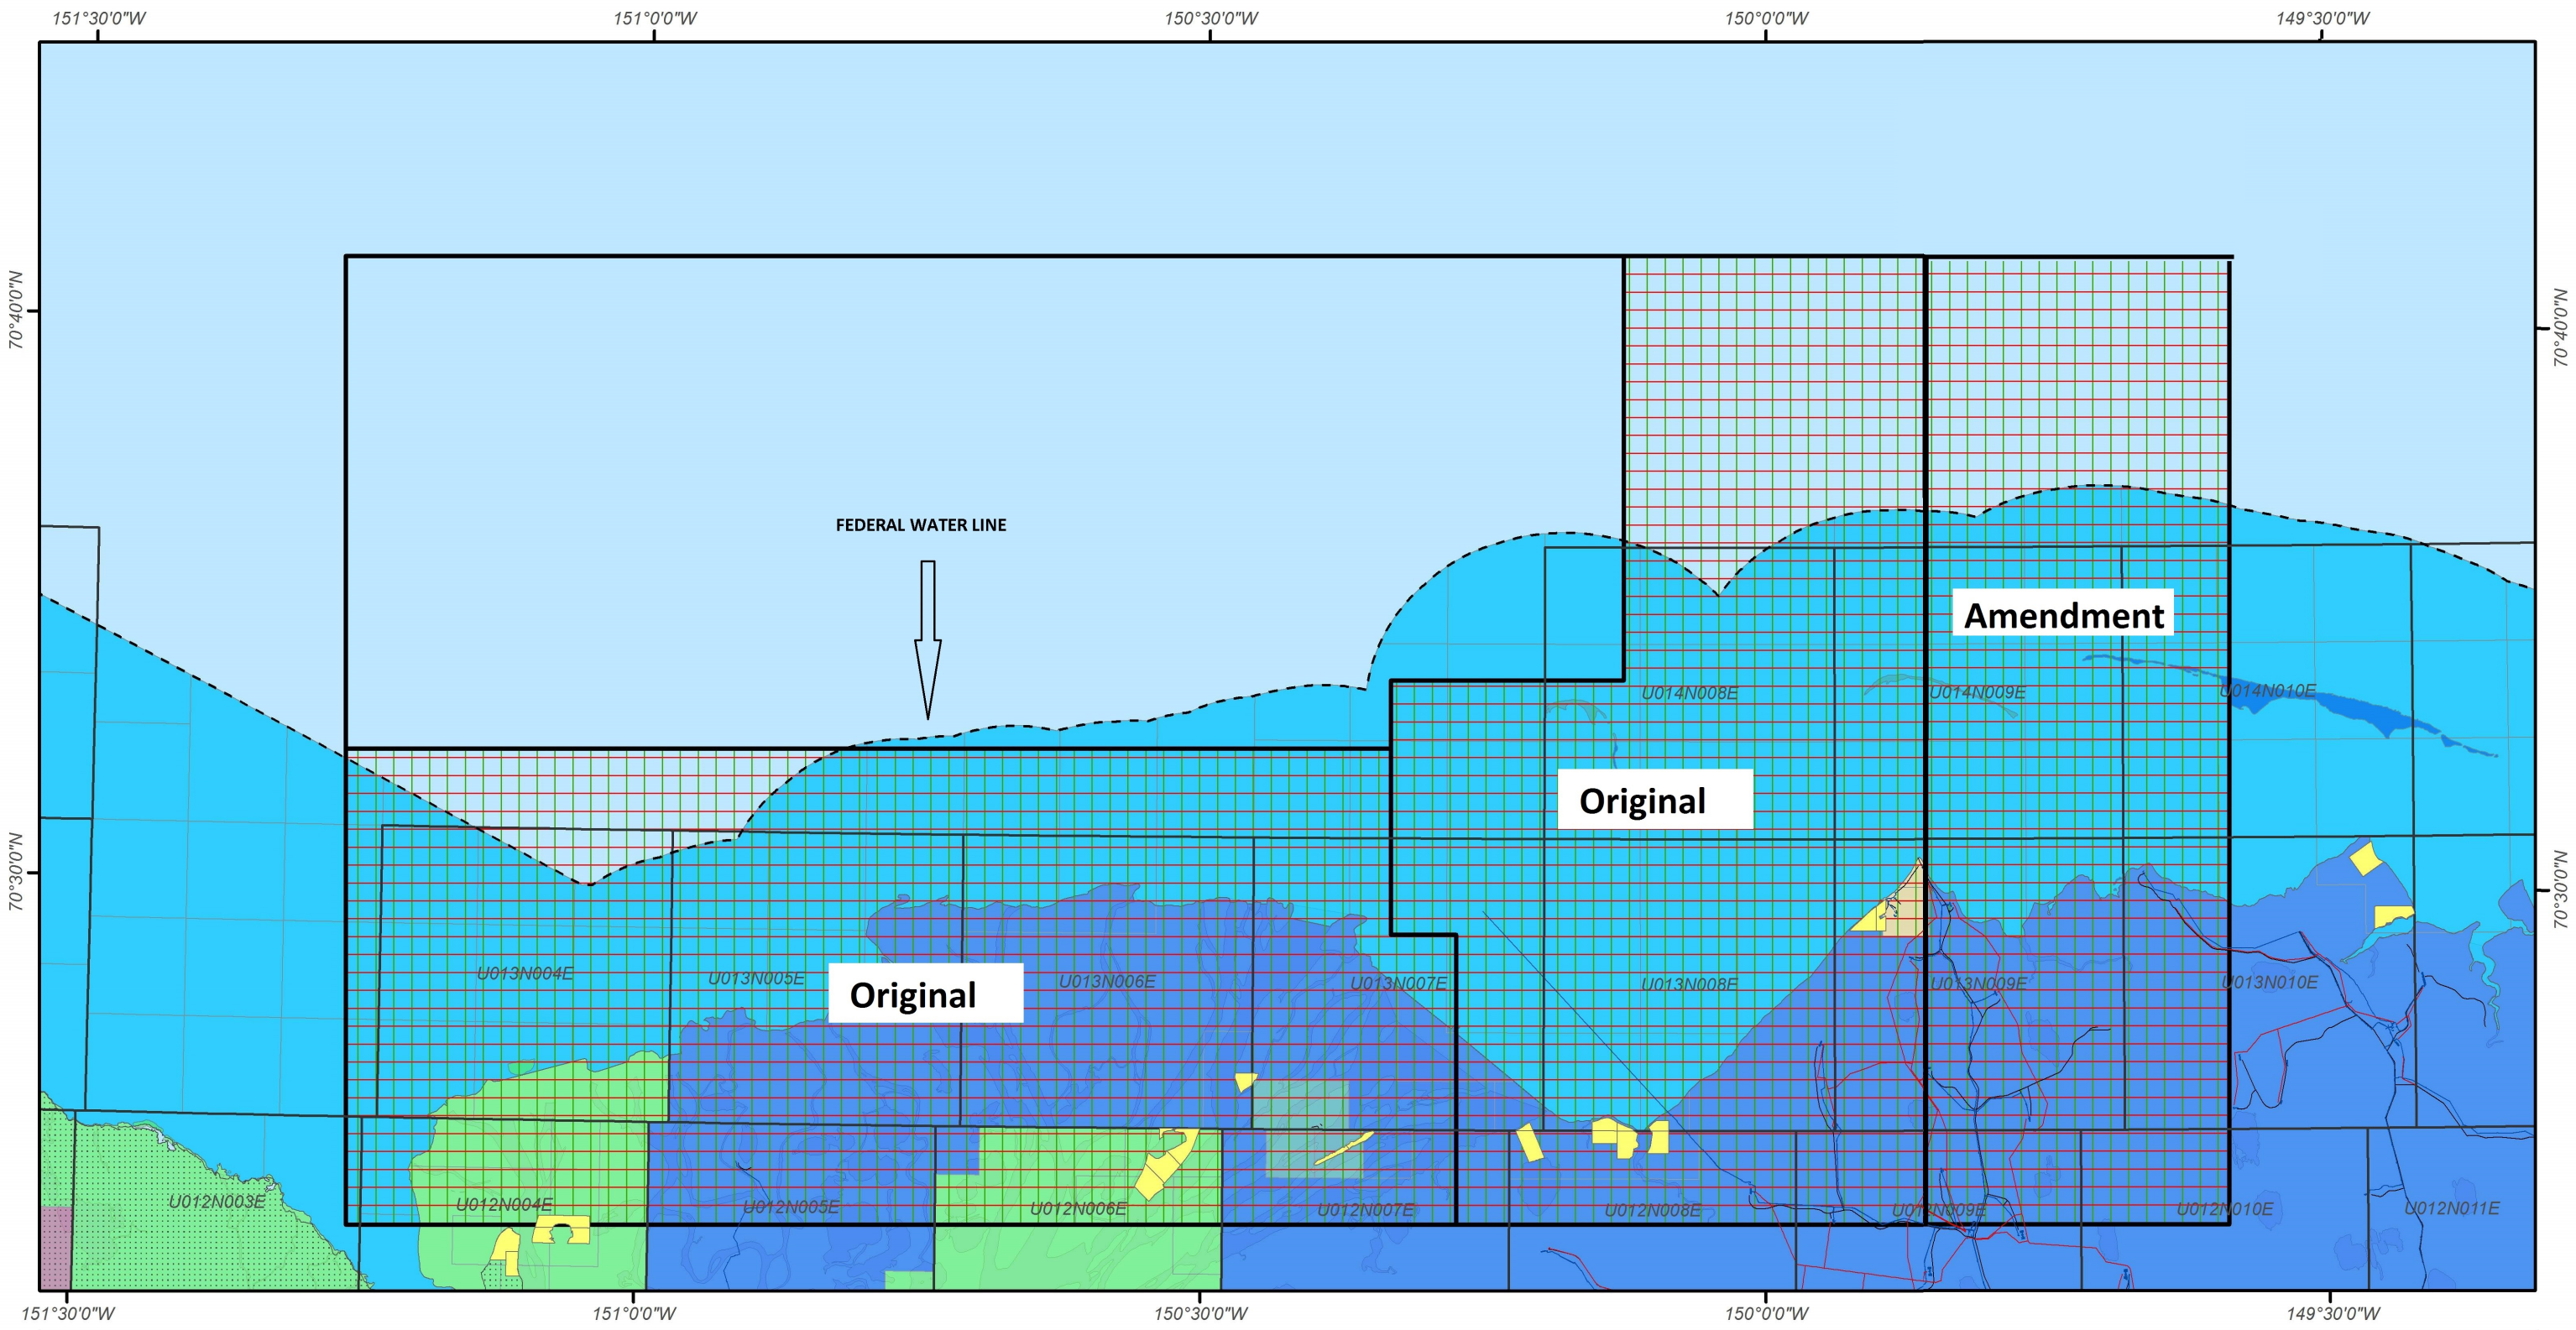 151°30'0"W 151°0'0"W 150°30'0"W 150°0'0"W 149°30'0"W
70°40'0"N
70°40'0"N
FEDERAL WATER LINE
Amendment
U014N008E U014N009E U014N010E
Original
70°30'0"N
70°30'0"N
U013N004E U013N005E U013N006E U013N007E U013N008E U013N009E U013N010E
Original
U012N003E U012N004E U012N005E U012N006E U012N007E U012N008E U012N009E U012N010E U012N011E
151°30'0"W 151°0'0"W 150°30'0"W 150°0'0"W 149°30'0"W